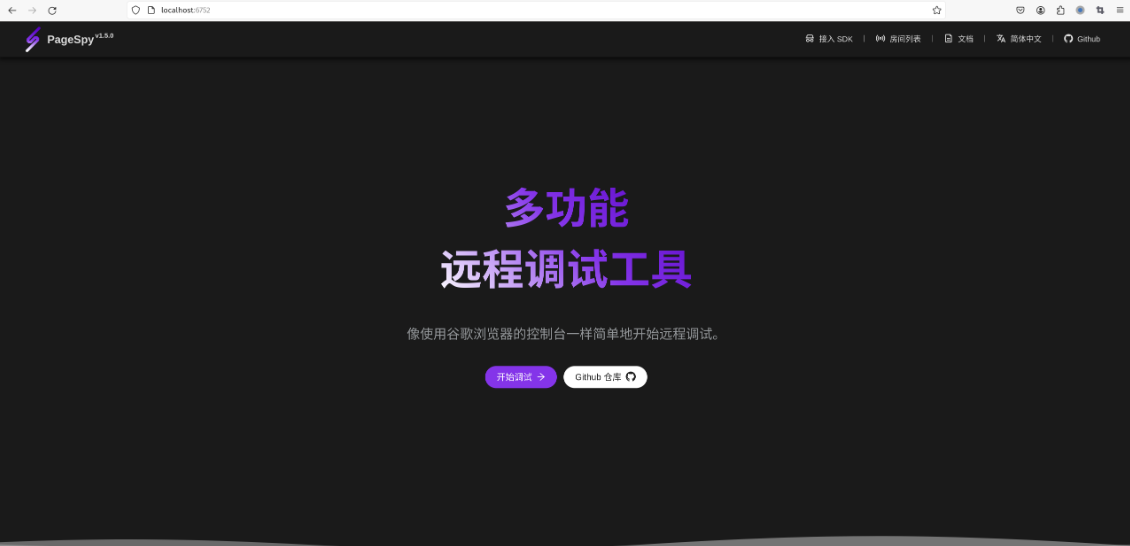 localhost:6752
PageSpy v1.5.0
接入 SDK
房间列表
文档
简体中文
Github
多功能
远程调试工具
像使用谷歌浏览器的控制台一样简单地开始远程调试。
开始调试
Github 仓库